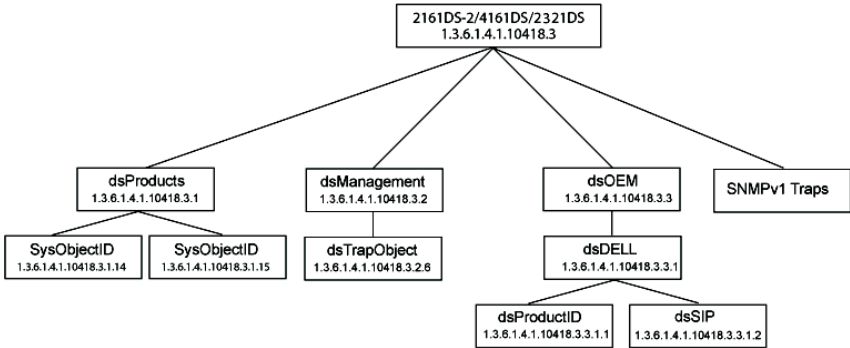 2161DS-2/4161DS/2321DS
1.3.6.1.4.1.10418.3
dsProducts
1.3.6.1.4.1.10418.3.1
dsManagement
1.3.6.1.4.1.10418.3.2
dsOEM
1.3.6.1.4.1.10418.3.3
SNMPv1 Traps
SysObjectID
1.3.6.1.4.1.10418.3.1.14
SysObjectID
1.3.6.1.4.1.10418.3.1.15
dsTrapObject
1.3.6.1.4.1.10418.3.2.6
dsDELL
1.3.6.1.4.1.10418.3.3.1
dsProductID
1.3.6.1.4.1.10418.3.3.1.1
dsSIP
1.3.6.1.4.1.10418.3.3.1.2